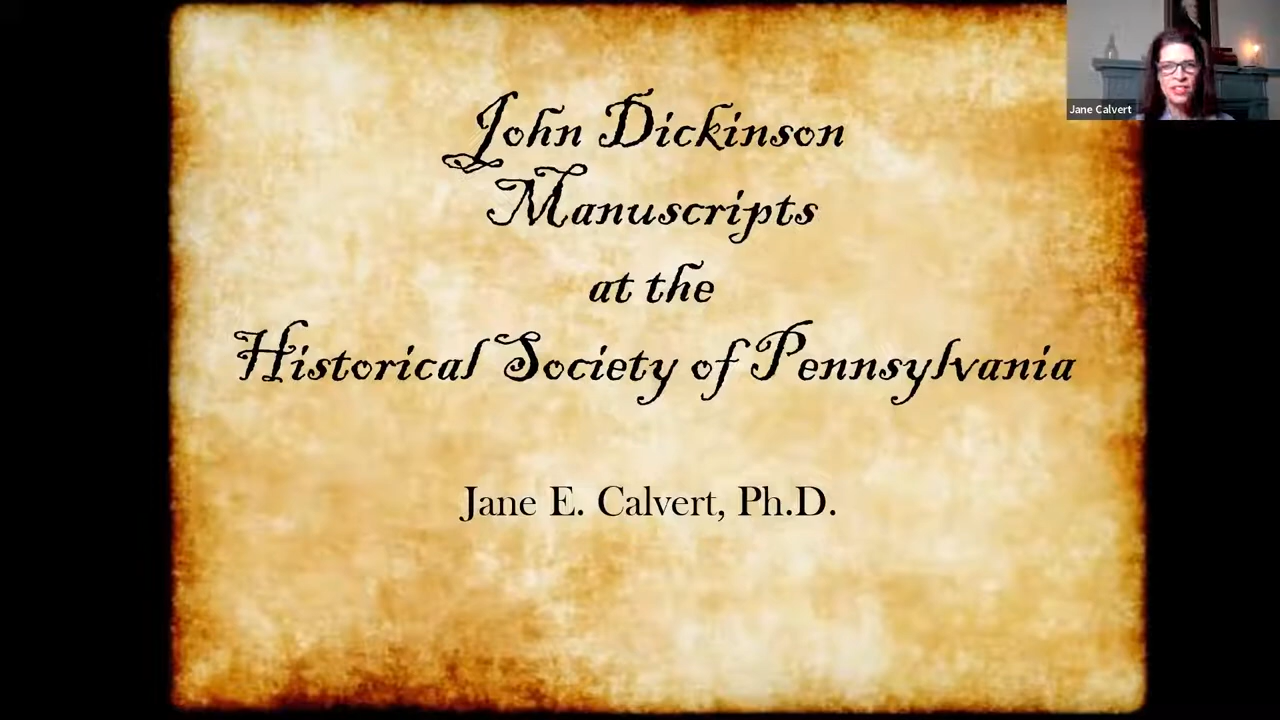 John Dickinson
Manuscripts
at the
Historical Society of Pennsylvania
Jane E. Calvert, Ph.D.
Jane Calvert